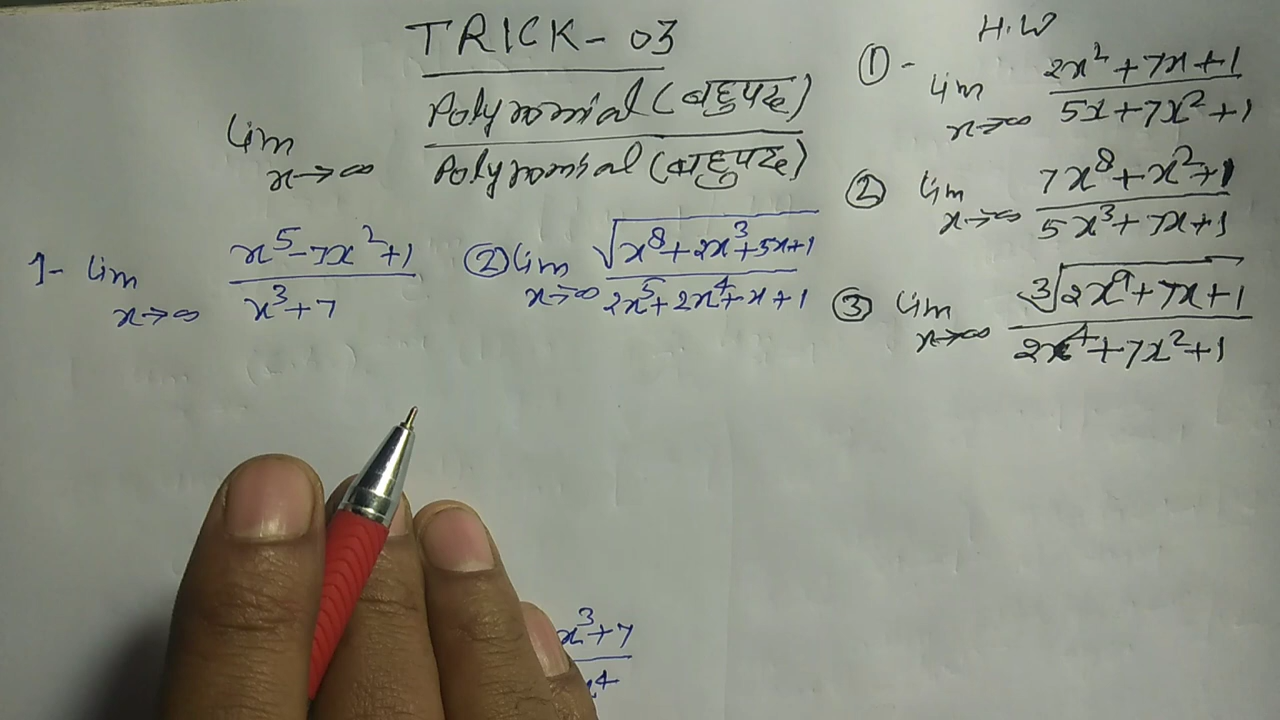 TRICK - 03
lim x→∞ Polynomial (बहुपद) / Polynomial (बहुपद)
1- lim x→∞ x⁵-7x²+1 / x³+7
② lim x→∞ √(x⁸+2x³+5x+1) / 2x⁵+2x⁴+x+1
H.W
①- lim x→∞ 2x²+7x+1 / 5x+7x²+1
② lim x→∞ 7x⁸+x²+1 / 5x³+7x+1
③ lim x→∞ ³√(2x⁹+7x+1) / 2x⁴+7x²+1
x³+7
x⁴